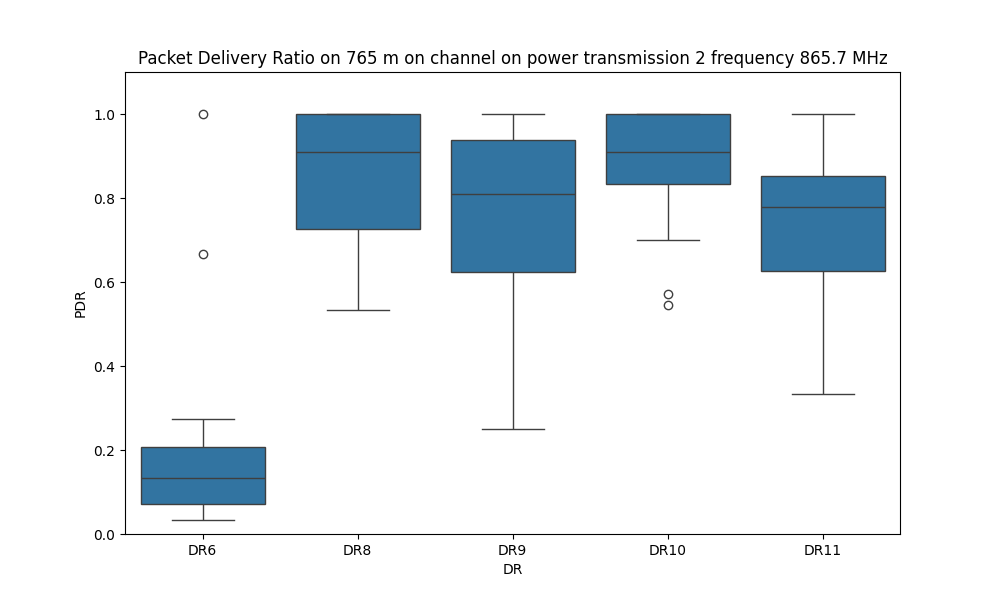 Packet Delivery Ratio on 765 m on channel on power transmission 2 frequency 865.7 MHz
1.0
0.8
0.6
0.4
0.2
0.0
PDR
DR6 DR8 DR9 DR10 DR11
DR